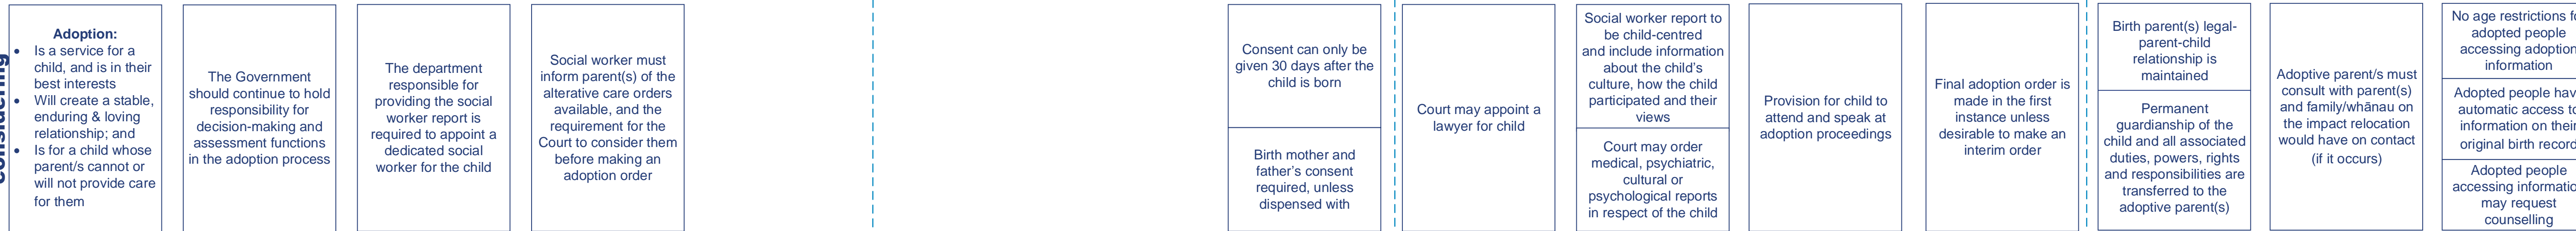 Adoption:
• Is a service for a
child, and is in their
best interests
• Will create a stable,
enduring & loving
relationship; and
• Is for a child whose
parent/s cannot or
will not provide care
for them
The Government
should continue to hold
responsibility for
decision-making and
assessment functions
in the adoption process
The department
responsible for
providing the social
worker report is
required to appoint a
dedicated social
worker for the child
Social worker must
inform parent(s) of the
alterative care orders
available, and the
requirement for the
Court to consider them
before making an
adoption order
Consent can only be
given 30 days after the
child is born
Birth mother and
father's consent
required, unless
dispensed with
Court may appoint a
lawyer for child
Social worker report to
be child-centred
and include information
about the child's
culture, how the child
participated and their
views
Court may order
medical, psychiatric,
cultural or
psychological reports
in respect of the child
Provision for child to
attend and speak at
adoption proceedings
Final adoption order is
made in the first
instance unless
desirable to make an
interim order
Birth parent(s) legal-
parent-child
relationship is
maintained
Permanent
guardianship of the
child and all associated
duties, powers, rights
and responsibilities are
transferred to the
adoptive parent(s)
Adoptive parent/s must
consult with parent(s)
and family/whānau on
the impact relocation
would have on contact
(if it occurs)
No age restrictions
adopted people
accessing adoption
information
Adopted people
automatic access
information on their
original birth
Adopted people
accessing
may request
counselling